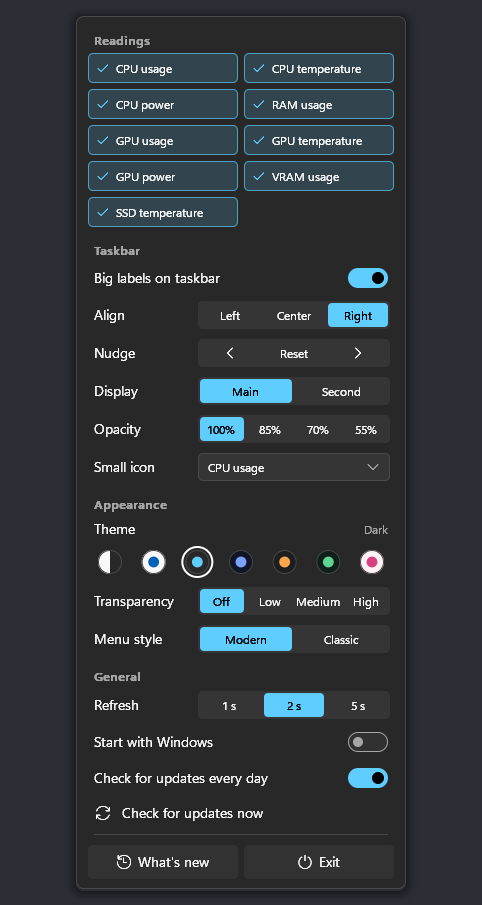 Readings
CPU usage
CPU temperature
CPU power
RAM usage
GPU usage
GPU temperature
GPU power
VRAM usage
SSD temperature
Taskbar
Big labels on taskbar
Align Left Center Right
Nudge Reset
Display Main Second
Opacity 100% 85% 70% 55%
Small icon CPU usage
Appearance
Theme Dark
Transparency Off Low Medium High
Menu style Modern Classic
General
Refresh 1 s 2 s 5 s
Start with Windows
Check for updates every day
Check for updates now
What's new Exit